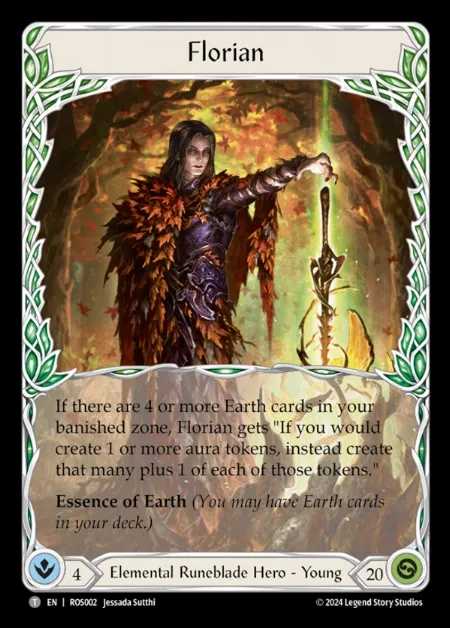 Florian
If there are 4 or more Earth cards in your
banished zone, Florian gets "If you would
create 1 or more aura tokens, instead create
that many plus 1 of each of those tokens."
Essence of Earth (You may have Earth cards
in your deck.)
4 Elemental Runeblade Hero - Young 20
T EN | ROS002 Jessada Sutthi © 2024 Legend Story Studios